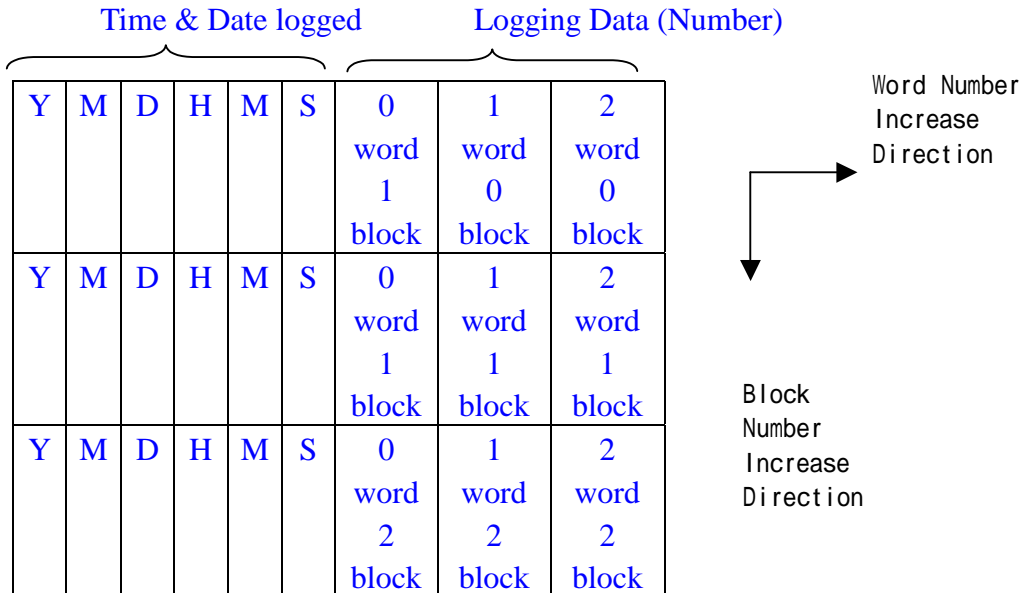 Time & Date logged Logging Data (Number)
Word Number
Increase
Direction
Y M D H M S 0 1 2
word word word
1 0 0
block block block
Y M D H M S 0 1 2
word word word
1 1 1
block block block
Block
Number
Increase
Direction
Y M D H M S 0 1 2
word word word
2 2 2
block block block